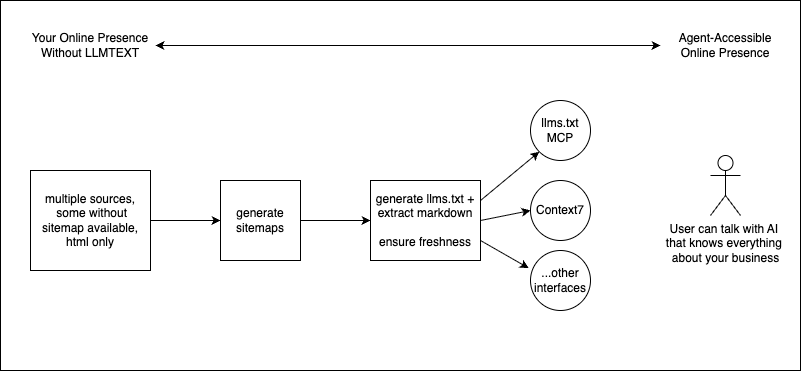 Your Online Presence
Without LLMTEXT
Agent-Accessible
Online Presence
multiple sources,
some without
sitemap available,
html only
generate
sitemaps
generate llms.txt +
extract markdown
ensure freshness
llms.txt
MCP
Context7
...other
interfaces
User can talk with AI
that knows everything
about your business